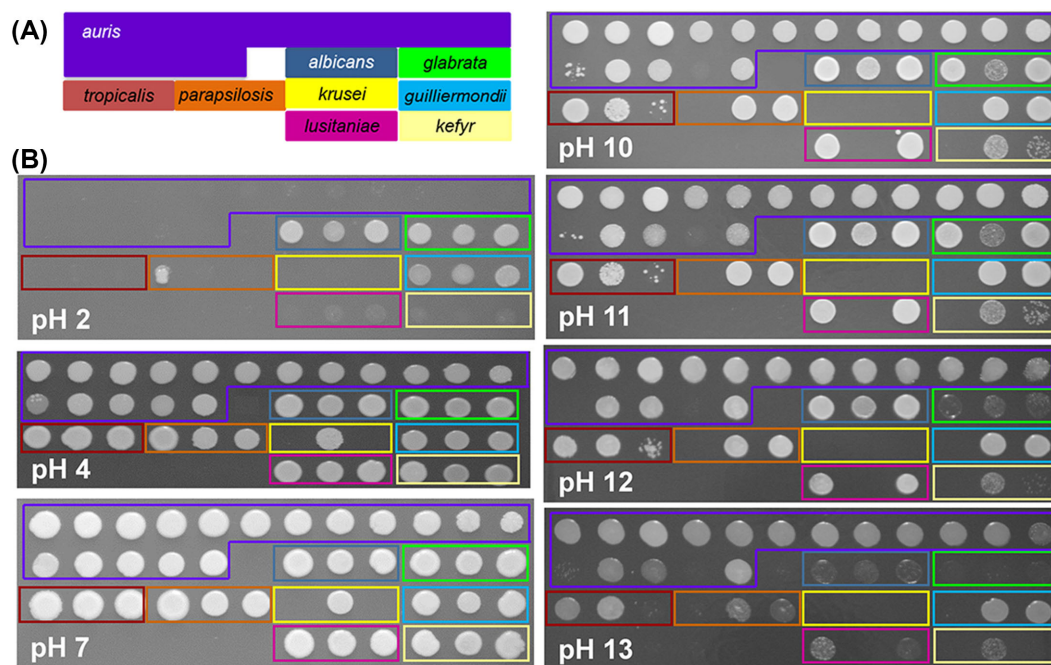 (A)
auris
albicans
glabrata
tropicalis
parapsilosis
krusei
guilliermondii
lusitaniae
kefyr
(B)
pH 2
pH 4
pH 7
pH 10
pH 11
pH 12
pH 13